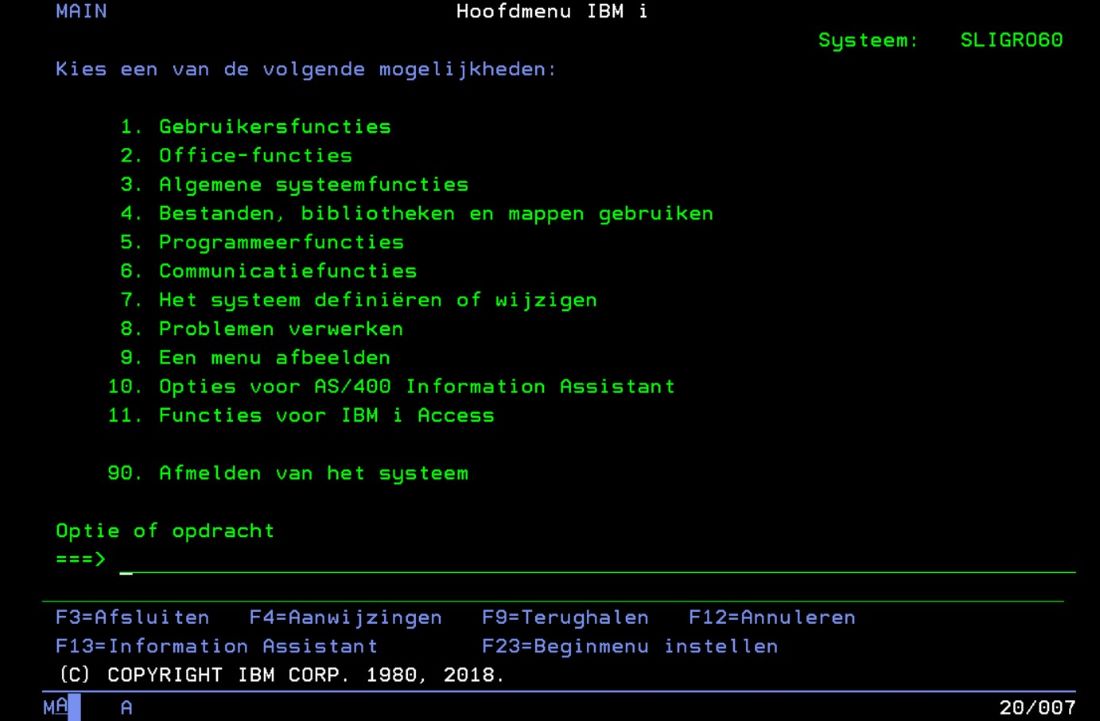 MAIN Hoofdmenu IBM i
Systeem: SLIGRO60
Kies een van de volgende mogelijkheden:
1. Gebruikersfuncties
2. Office-functies
3. Algemene systeemfuncties
4. Bestanden, bibliotheken en mappen gebruiken
5. Programmeerfuncties
6. Communicatiefuncties
7. Het systeem definiëren of wijzigen
8. Problemen verwerken
9. Een menu afbeelden
10. Opties voor AS/400 Information Assistant
11. Functies voor IBM i Access
90. Afmelden van het systeem
Optie of opdracht
===>
F3=Afsluiten F4=Aanwijzingen F9=Terughalen F12=Annuleren
F13=Information Assistant F23=Beginmenu instellen
(C) COPYRIGHT IBM CORP. 1980, 2018.
MA A 20/007